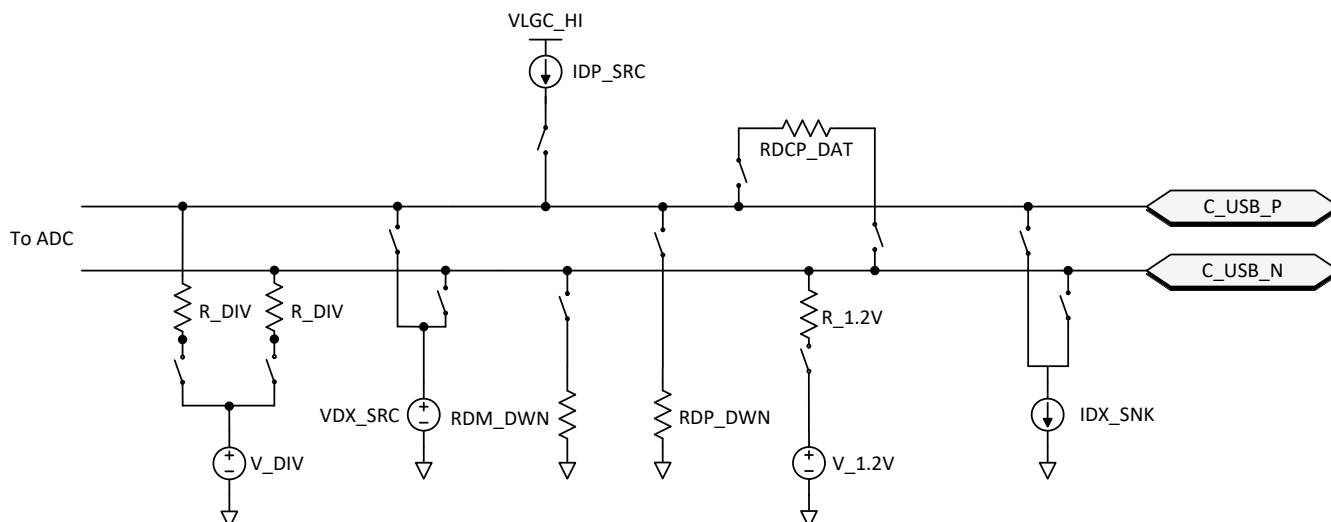 VLGC_HI
IDP_SRC
RDCP_DAT
C_USB_P
To ADC
C_USB_N
R_DIV
R_DIV
R_1.2V
VDX_SRC
RDM_DWN
RDP_DWN
IDX_SNK
V_DIV
V_1.2V